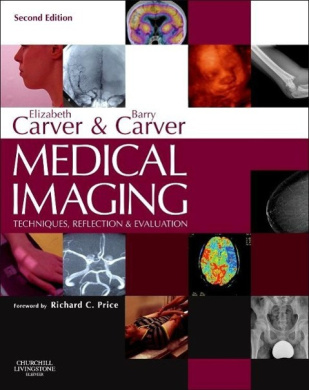 Second Edition
Elizabeth Barry
Carver & Carver
MEDICAL
IMAGING
TECHNIQUES, REFLECTION & EVALUATION
Foreword by Richard C. Price
CHURCHILL
LIVINGSTONE
ELSEVIER